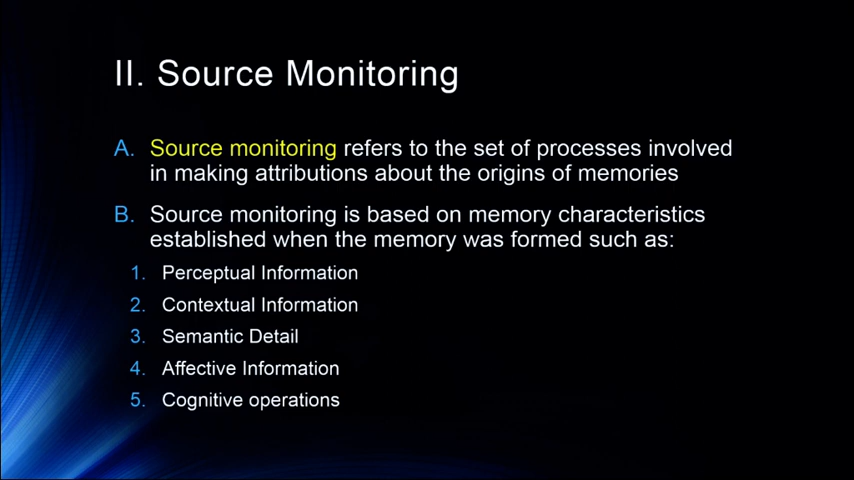 II. Source Monitoring
A. Source monitoring refers to the set of processes involved
in making attributions about the origins of memories
B. Source monitoring is based on memory characteristics
established when the memory was formed such as:
1. Perceptual Information
2. Contextual Information
3. Semantic Detail
4. Affective Information
5. Cognitive operations